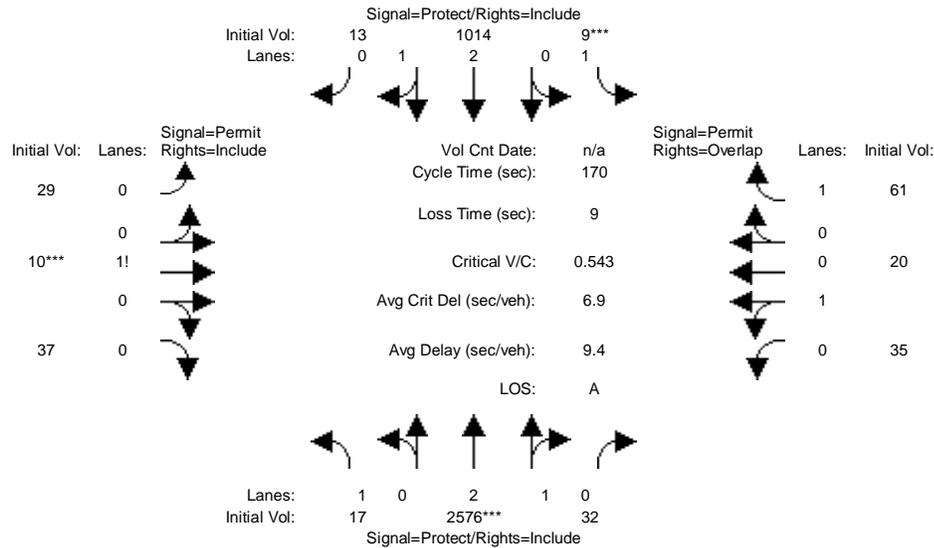 Signal=Protect/Rights=Include
Initial Vol: 13 1014 9***
Lanes: 0 1 2 0 1
Signal=Permit
Initial Vol: Lanes: Rights=Include
Vol Cnt Date: n/a
Signal=Permit
Rights=Overlap Lanes: Initial Vol:
Cycle Time (sec): 170
29 0
1 61
Loss Time (sec): 9
0
0
10*** 1!
Critical V/C: 0.543
0 20
0
Avg Crit Del (sec/veh): 6.9
1
37 0
Avg Delay (sec/veh): 9.4
0 35
LOS: A
Lanes: 1 0 2 1 0
Initial Vol: 17 2576*** 32
Signal=Protect/Rights=Include